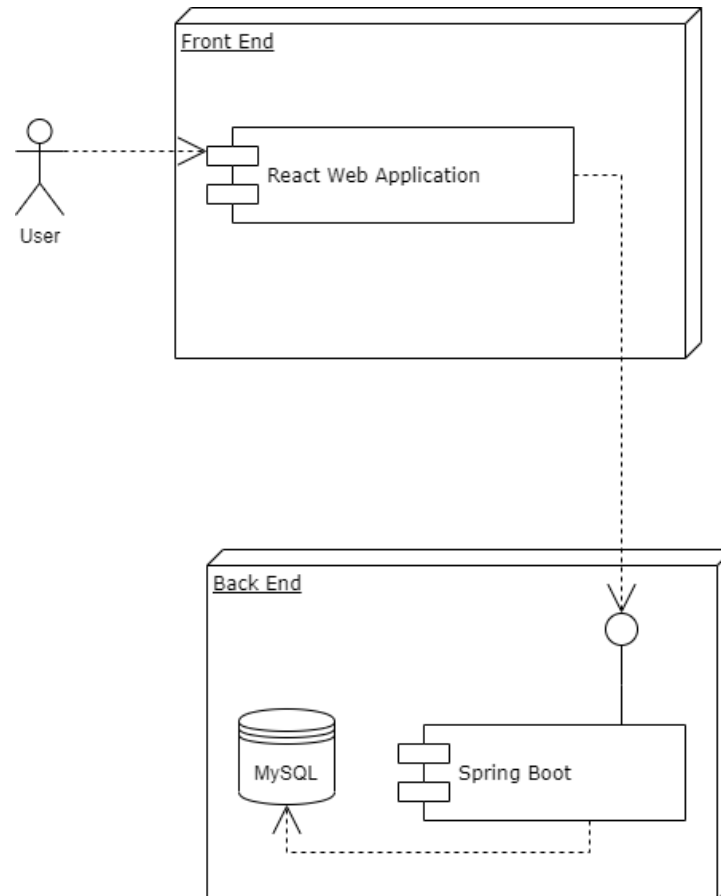 Front End
React Web Application
User
Back End
MySQL
Spring Boot